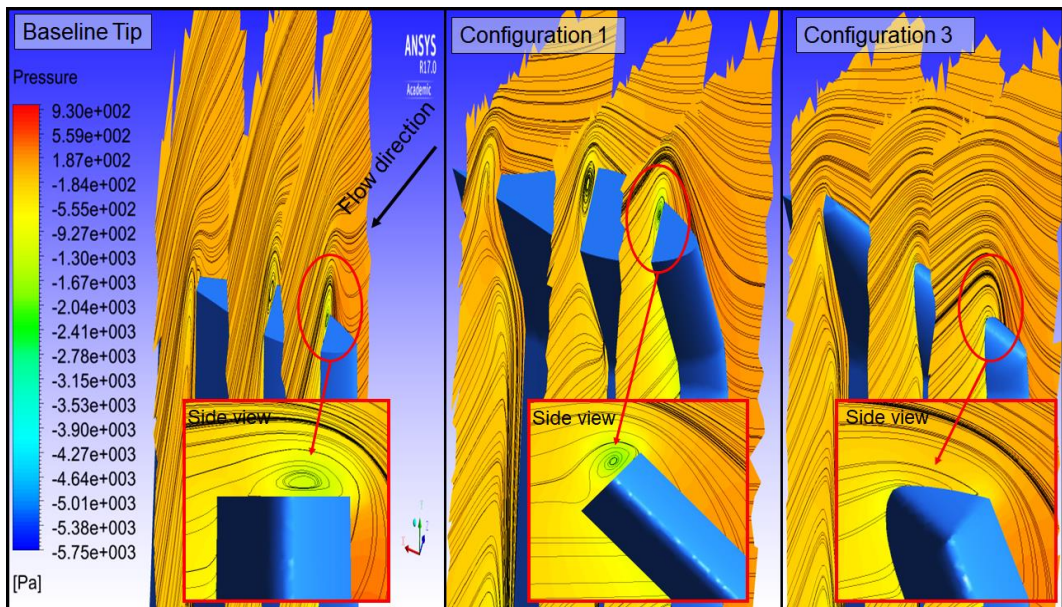 Baseline Tip
ANSYS
R17.0
Academic
Configuration 1
Configuration 3
Pressure
9.30e+002
5.59e+002
1.87e+002
-1.84e+002
-5.55e+002
-9.27e+002
-1.30e+003
-1.67e+003
-2.04e+003
-2.41e+003
-2.78e+003
-3.15e+003
-3.53e+003
-3.90e+003
-4.27e+003
-4.64e+003
-5.01e+003
-5.38e+003
-5.75e+003
[Pa]
Flow direction
Side view
Side view
Side view